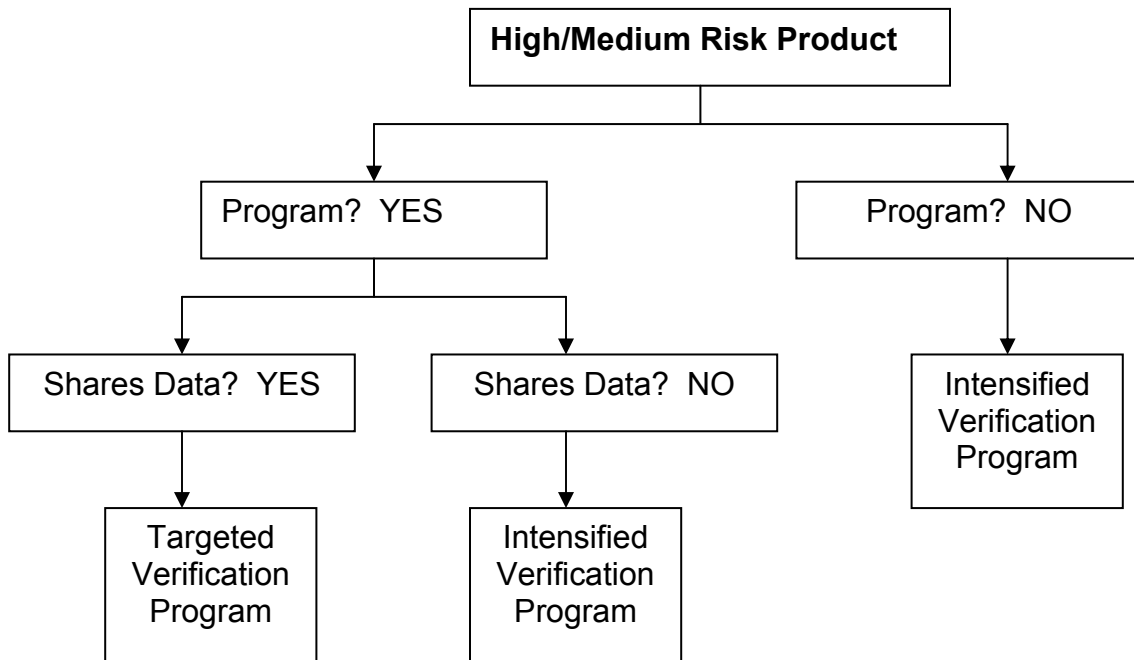 High/Medium Risk Product
Program? YES
Program? NO
Shares Data? YES
Shares Data? NO
Intensified
Verification
Program
Targeted
Verification
Program
Intensified
Verification
Program